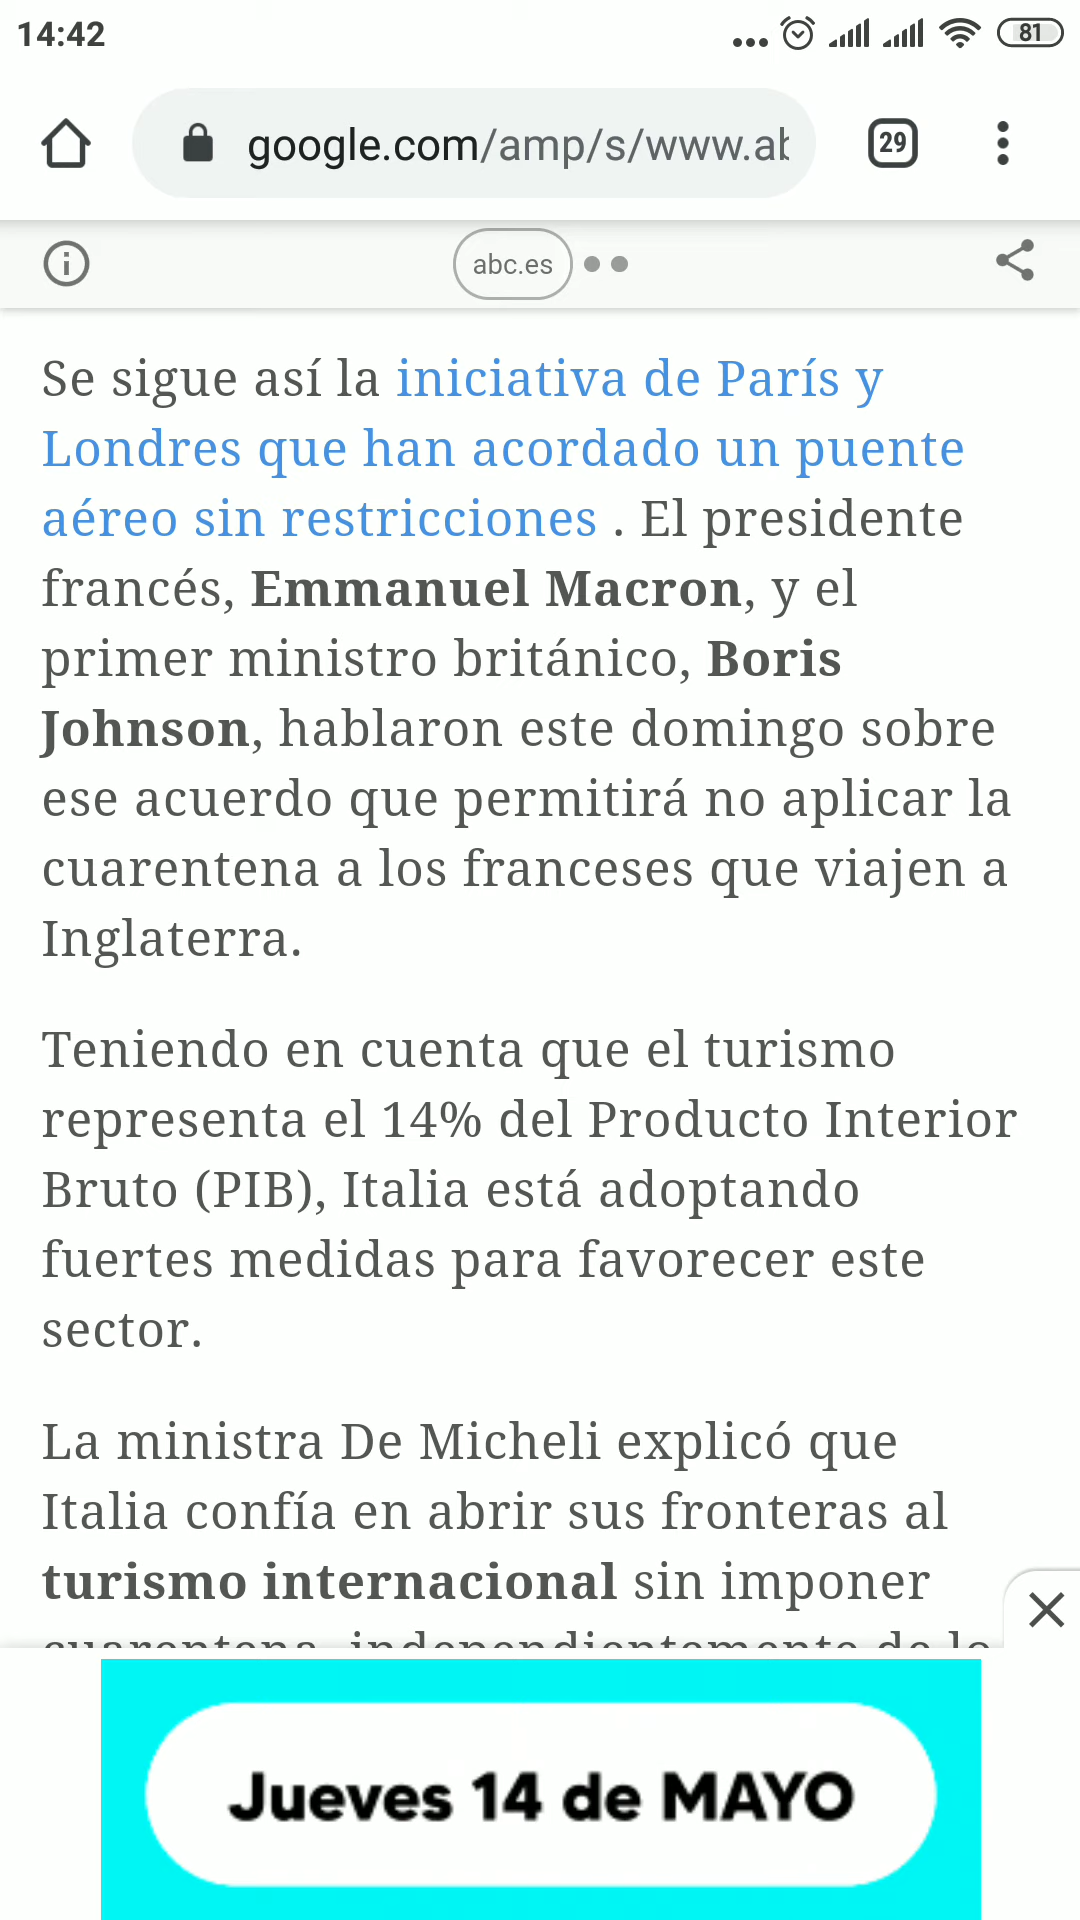 14:42
81
google.com/amp/s/www.ab
29
abc.es
Se sigue así la iniciativa de París y
Londres que han acordado un puente
aéreo sin restricciones . El presidente
francés, Emmanuel Macron, y el
primer ministro británico, Boris
Johnson, hablaron este domingo sobre
ese acuerdo que permitirá no aplicar la
cuarentena a los franceses que viajen a
Inglaterra.
Teniendo en cuenta que el turismo
representa el 14% del Producto Interior
Bruto (PIB), Italia está adoptando
fuertes medidas para favorecer este
sector.
La ministra De Micheli explicó que
Italia confía en abrir sus fronteras al
turismo internacional sin imponer
cuarentena, independientemente de lo
Jueves 14 de MAYO